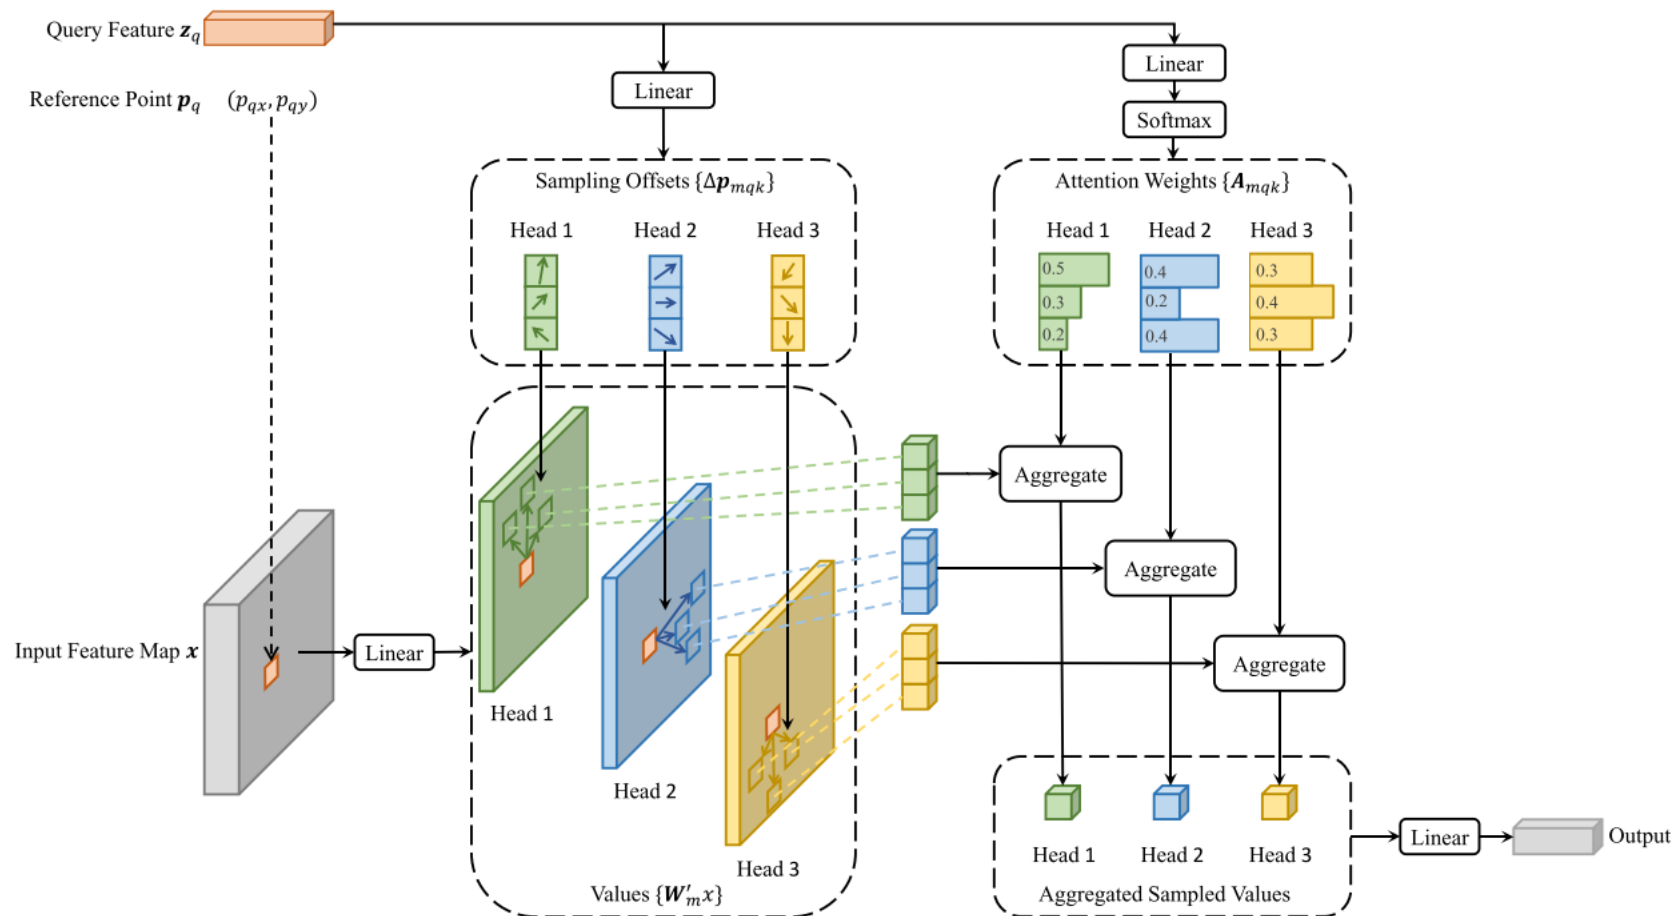 Query Feature 𝒛_q
Linear
Reference Point 𝒑_q (p_qx, p_qy)
Linear
Softmax
Sampling Offsets {Δ𝒑_mqk}
Attention Weights {𝑨_mqk}
Head 1 Head 2 Head 3
Head 1 Head 2 Head 3
0.5 0.4 0.3
0.3 0.2 0.4
0.2 0.4 0.3
Aggregate
Aggregate
Aggregate
Input Feature Map 𝒙
Linear
Head 1
Head 2
Head 3
Values {𝑾′_m x}
Head 1 Head 2 Head 3
Aggregated Sampled Values
Linear
Output